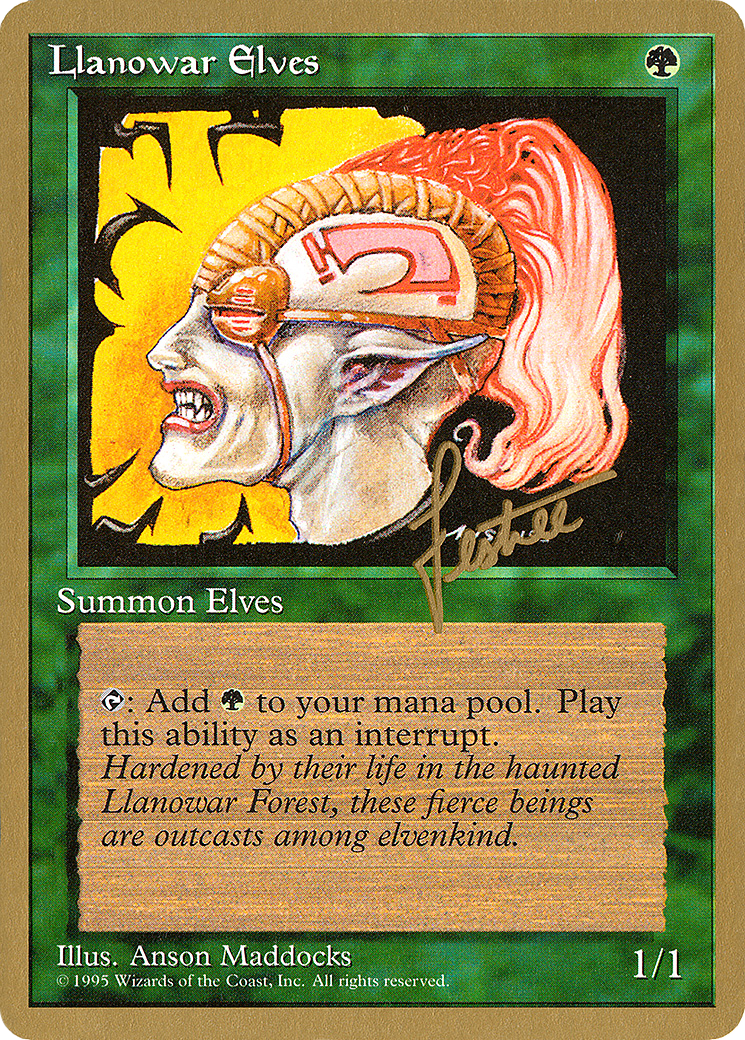 Llanowar Elves
Summon Elves
: Add to your mana pool. Play
this ability as an interrupt.
Hardened by their life in the haunted
Llanowar Forest, these fierce beings
are outcasts among elvenkind.
Illus. Anson Maddocks
1/1
© 1995 Wizards of the Coast, Inc. All rights reserved.